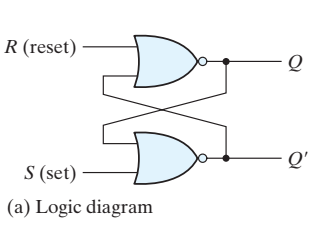 R (reset)
Q
S (set)
Q'
(a) Logic diagram